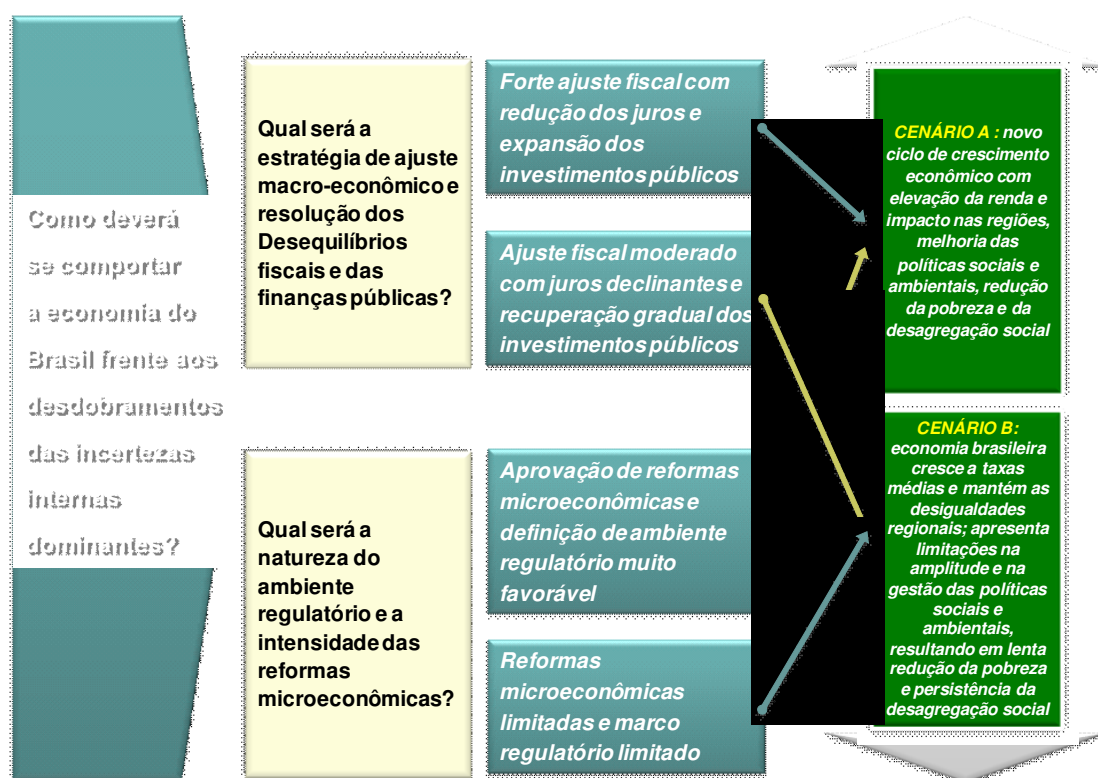 Como deverá
se comportar
a economia do
Brasil frente aos
desdobramentos
das incertezas
internas
dominantes?
Qual será a
estratégia de ajuste
macro-econômico e
resolução dos
Desequilíbrios
fiscais e das
finanças públicas?
Qual será a
natureza do
ambiente
regulatório e a
intensidade das
reformas
microeconômicas?
Forte ajuste fiscal com
redução dos juros e
expansão dos
investimentos públicos
Ajuste fiscal moderado
com juros declinantes e
recuperação gradual dos
investimentos públicos
Aprovação de reformas
microeconômicas e
definição de ambiente
regulatório muito
favorável
Reformas
microeconômicas
limitadas e marco
regulatório limitado
CENÁRIO A : novo
ciclo de crescimento
econômico com
elevação da renda e
impacto nas regiões,
melhoria das
políticas sociais e
ambientais, redução
da pobreza e da
desagregação social
CENÁRIO B:
economia brasileira
cresce a taxas
médias e mantém as
desigualdades
regionais; apresenta
limitações na
amplitude e na
gestão das políticas
sociais e
ambientais,
resultando em lenta
redução da pobreza
e persistência da
desagregação social